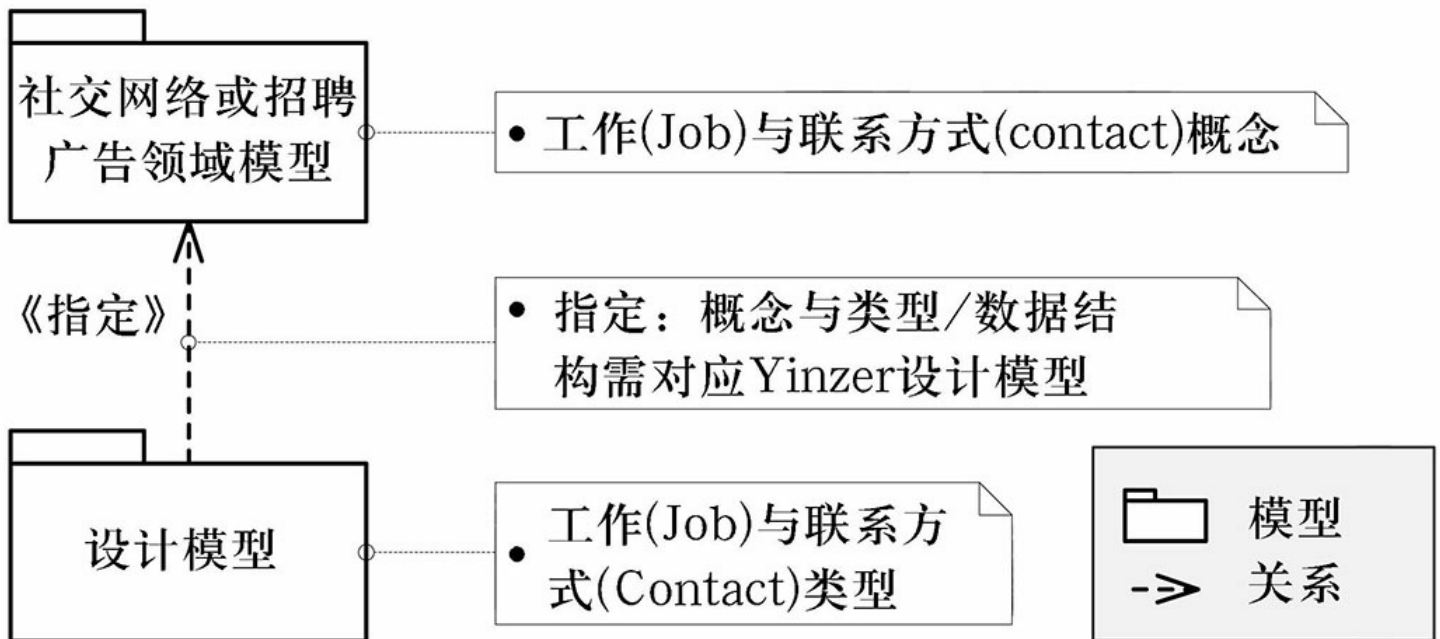 社交网络或招聘
广告领域模型
• 工作(Job)与联系方式(contact)概念
《指定》
• 指定：概念与类型/数据结
构需对应Yinzer设计模型
设计模型
• 工作(Job)与联系方
式(Contact)类型
模型
关系